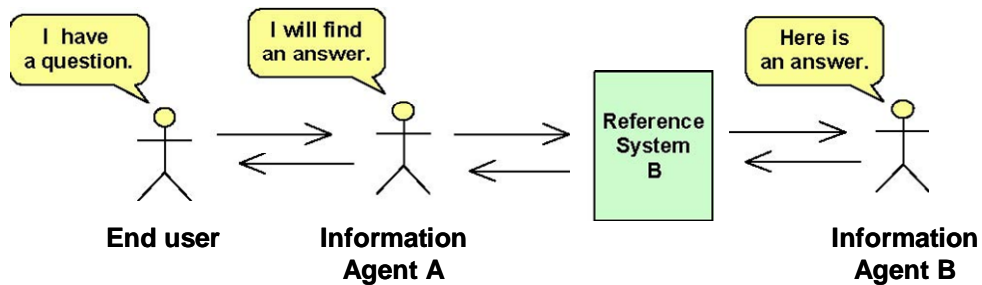 I have
a question.
I will find
an answer.
Here is
an answer.
Reference
System
B
End user
Information
Agent A
Information
Agent B